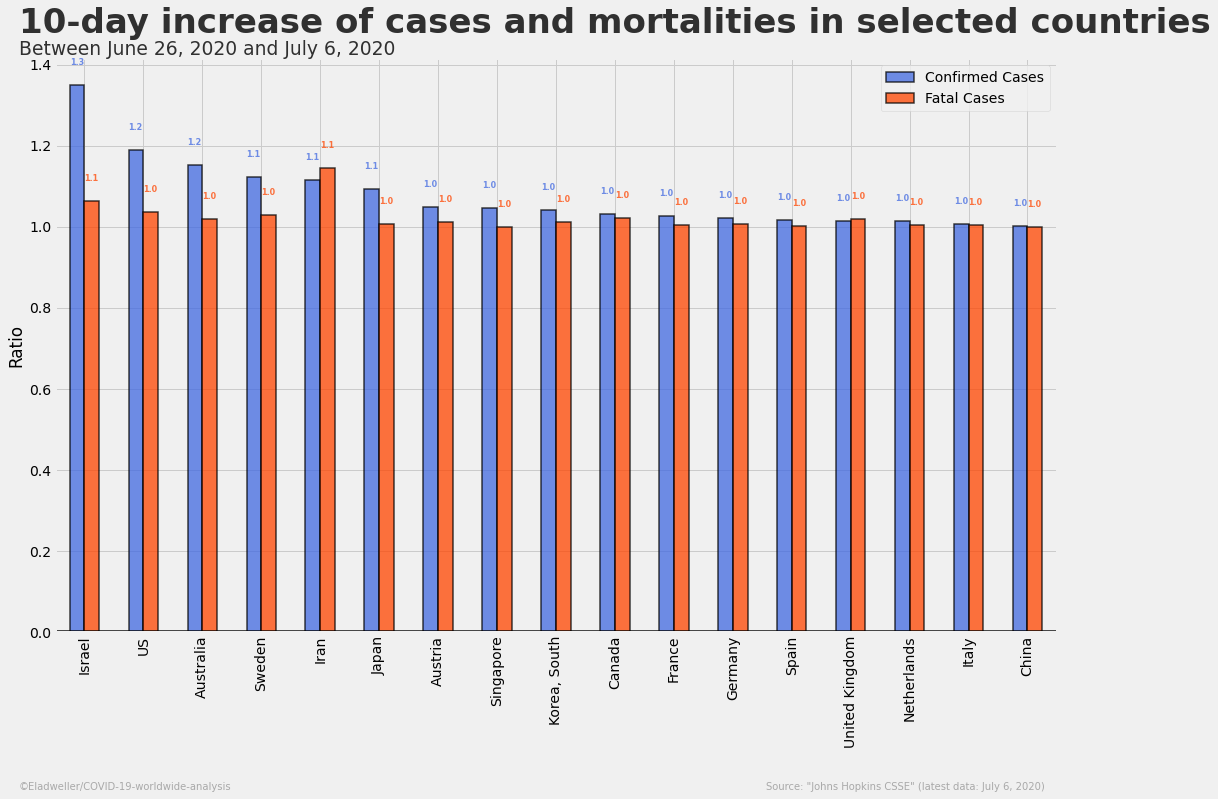 10-day increase of cases and mortalities in selected countries
Between June 26, 2020 and July 6, 2020
Confirmed Cases
Fatal Cases
Ratio
1.4
1.2
1.0
0.8
0.6
0.4
0.2
0.0
1.3 1.1 1.2 1.0 1.2 1.0 1.1 1.0 1.1 1.1 1.1 1.0 1.0 1.0 1.0 1.0 1.0 1.0 1.0 1.0 1.0 1.0 1.0 1.0 1.0 1.0 1.0 1.0 1.0 1.0 1.0 1.0 1.0 1.0
Israel
US
Australia
Sweden
Iran
Japan
Austria
Singapore
Korea, South
Canada
France
Germany
Spain
United Kingdom
Netherlands
Italy
China
©Eladweller/COVID-19-worldwide-analysis
Source: "Johns Hopkins CSSE" (latest data: July 6, 2020)